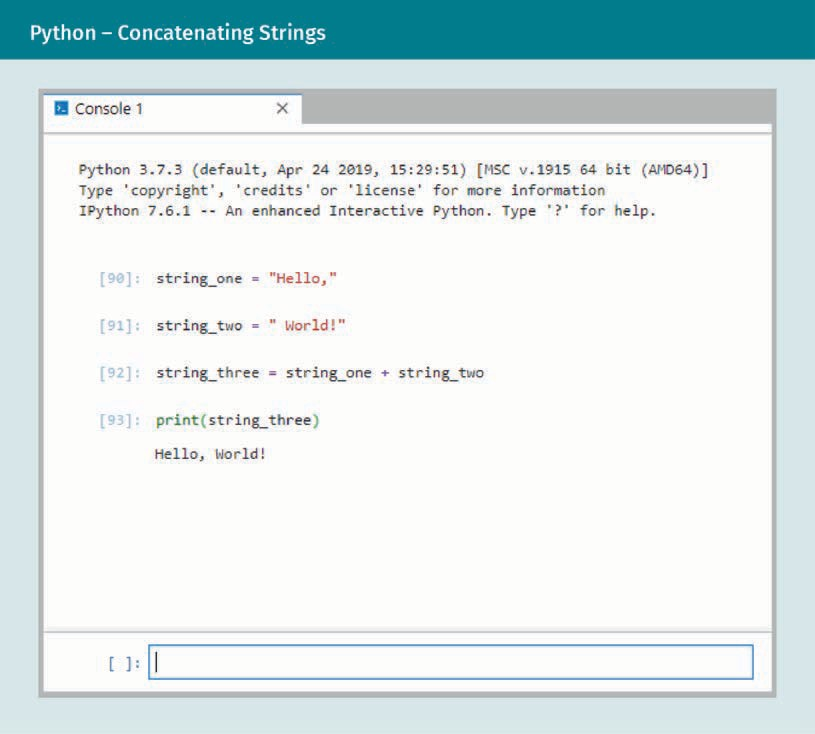 Python – Concatenating Strings
Console 1
Python 3.7.3 (default, Apr 24 2019, 15:29:51) [MSC v.1915 64 bit (AMD64)]
Type 'copyright', 'credits' or 'license' for more information
IPython 7.6.1 -- An enhanced Interactive Python. Type '?' for help.
[90]: string_one = "Hello,"
[91]: string_two = " World!"
[92]: string_three = string_one + string_two
[93]: print(string_three)
Hello, World!
[ ]: